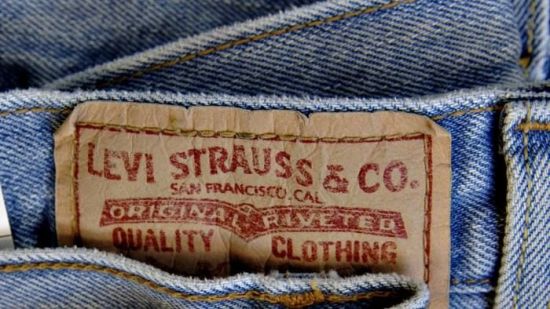 LEVI STRAUSS & CO.
SAN FRANCISCO, CAL.
ORIGINAL RIVETED
QUALITY CLOTHING